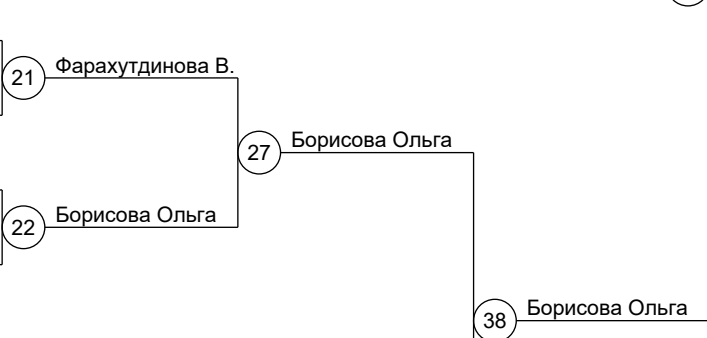 21 Фарахутдинова В.
27 Борисова Ольга
22 Борисова Ольга
38 Борисова Ольга